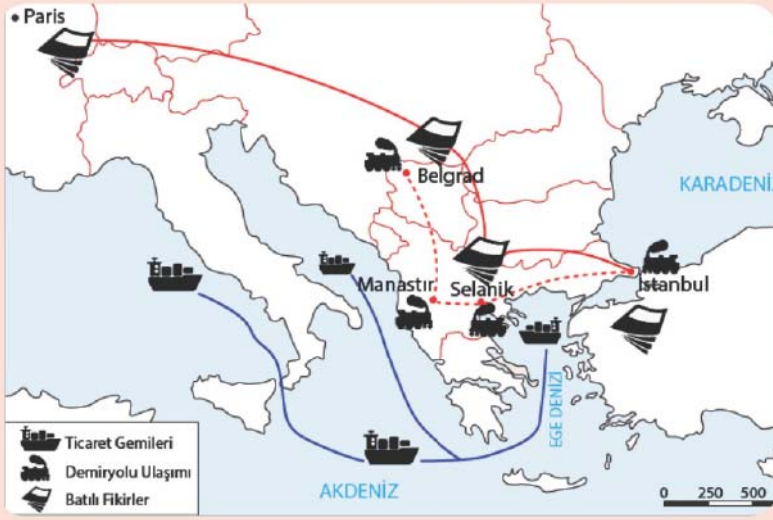 Paris
Belgrad
KARADENİZ
Manastır
Selanik
İstanbul
EGE DENİZİ
AKDENİZ
Ticaret Gemileri
Demiryolu Ulaşımı
Batılı Fikirler
0 250 500